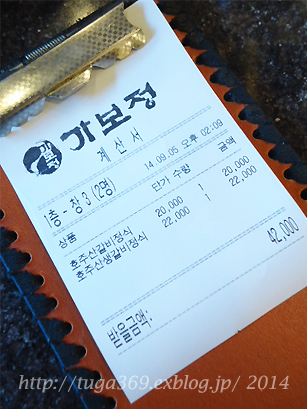 가보정
계산서
14.09.05 오후 02:09
1층-창3 (2명)
상품 단가 수량 금액
호주산갈비정식 20,000 1 20,000
호주산생갈비정식 22,000 1 22,000
42,000
받을금액:
http://tuga369.exblog.jp/ 2014